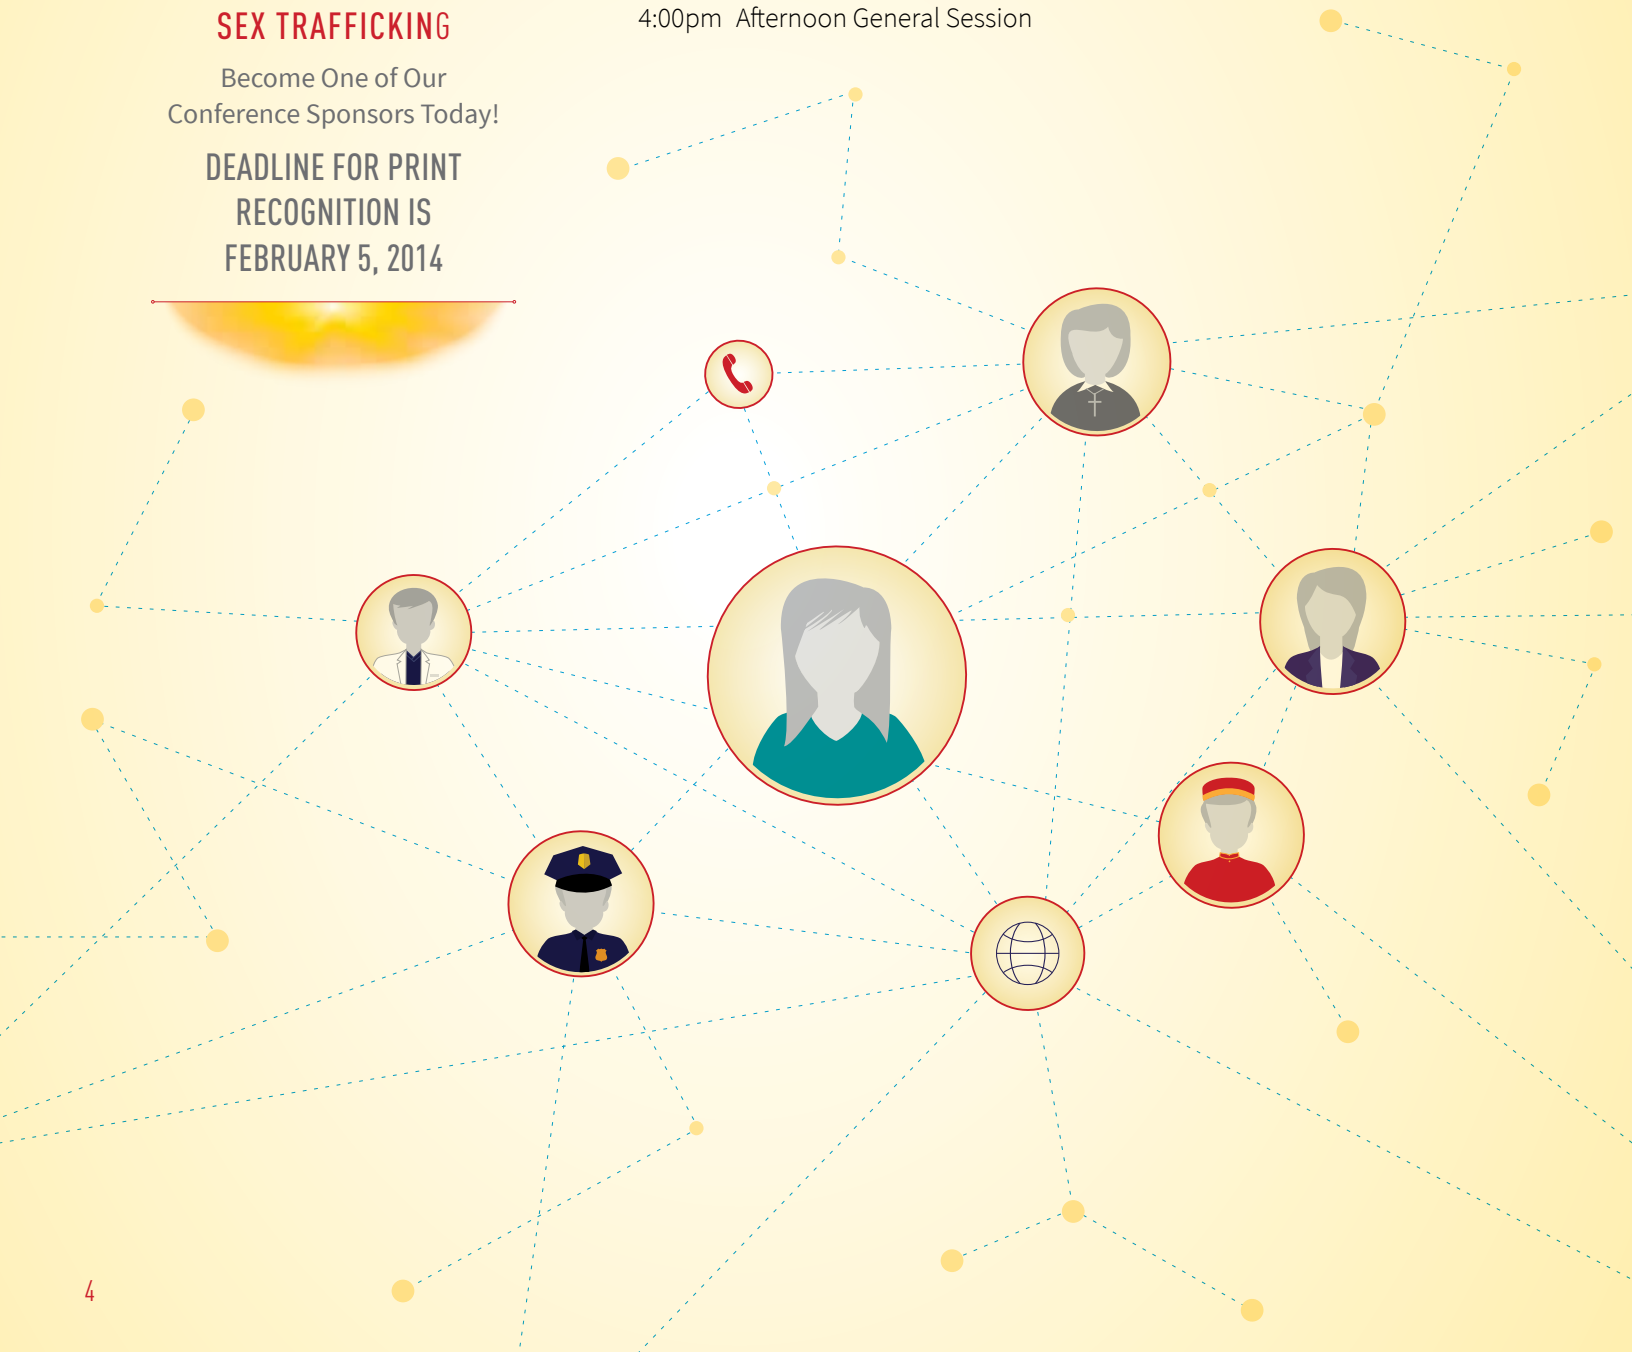 SEX TRAFFICKING
Become One of Our
Conference Sponsors Today!
DEADLINE FOR PRINT
RECOGNITION IS
FEBRUARY 5, 2014
4:00pm Afternoon General Session
4